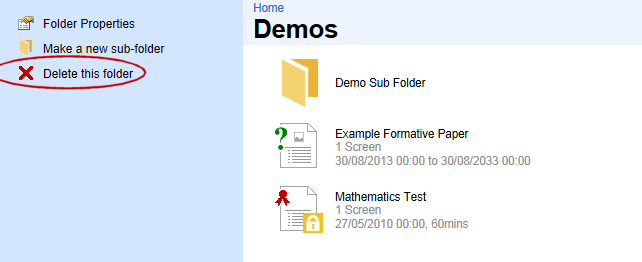 Folder Properties
Make a new sub-folder
Delete this folder
Home
Demos
Demo Sub Folder
Example Formative Paper
1 Screen
30/08/2013 00:00 to 30/08/2033 00:00
Mathematics Test
1 Screen
27/05/2010 00:00, 60mins